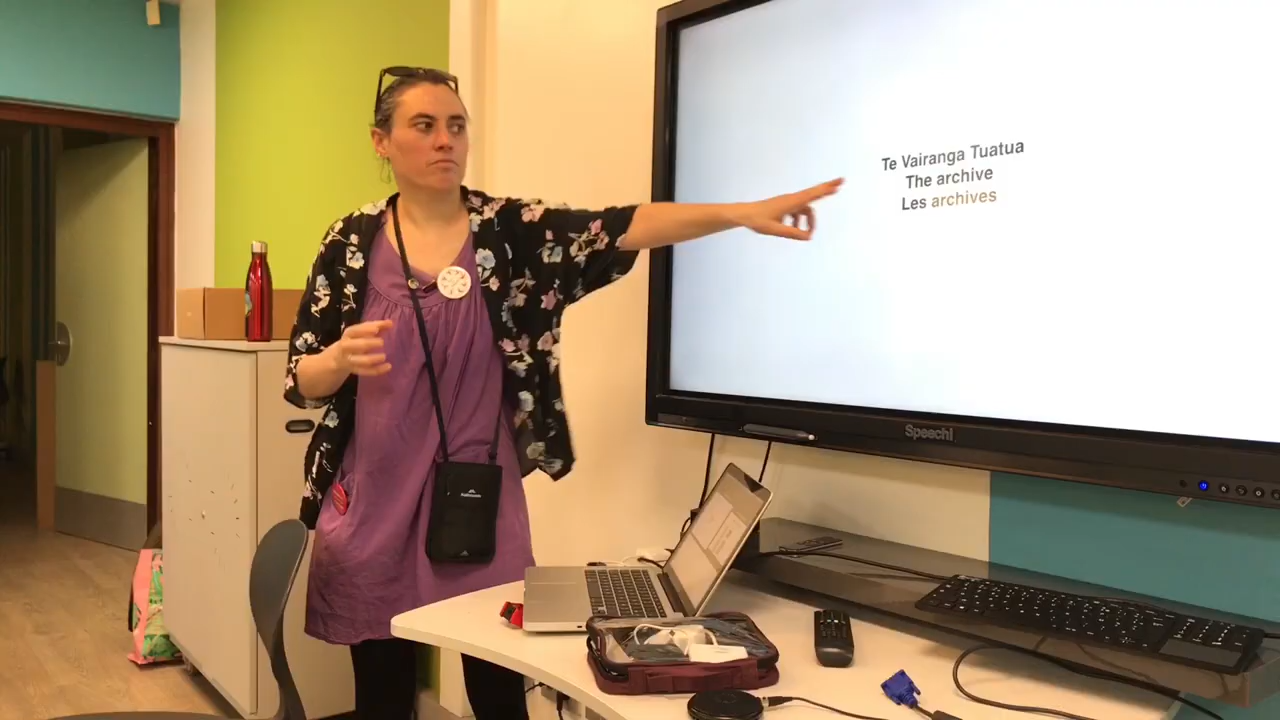 Te Vairanga Tuatua
The archive
Les archives
Speechi